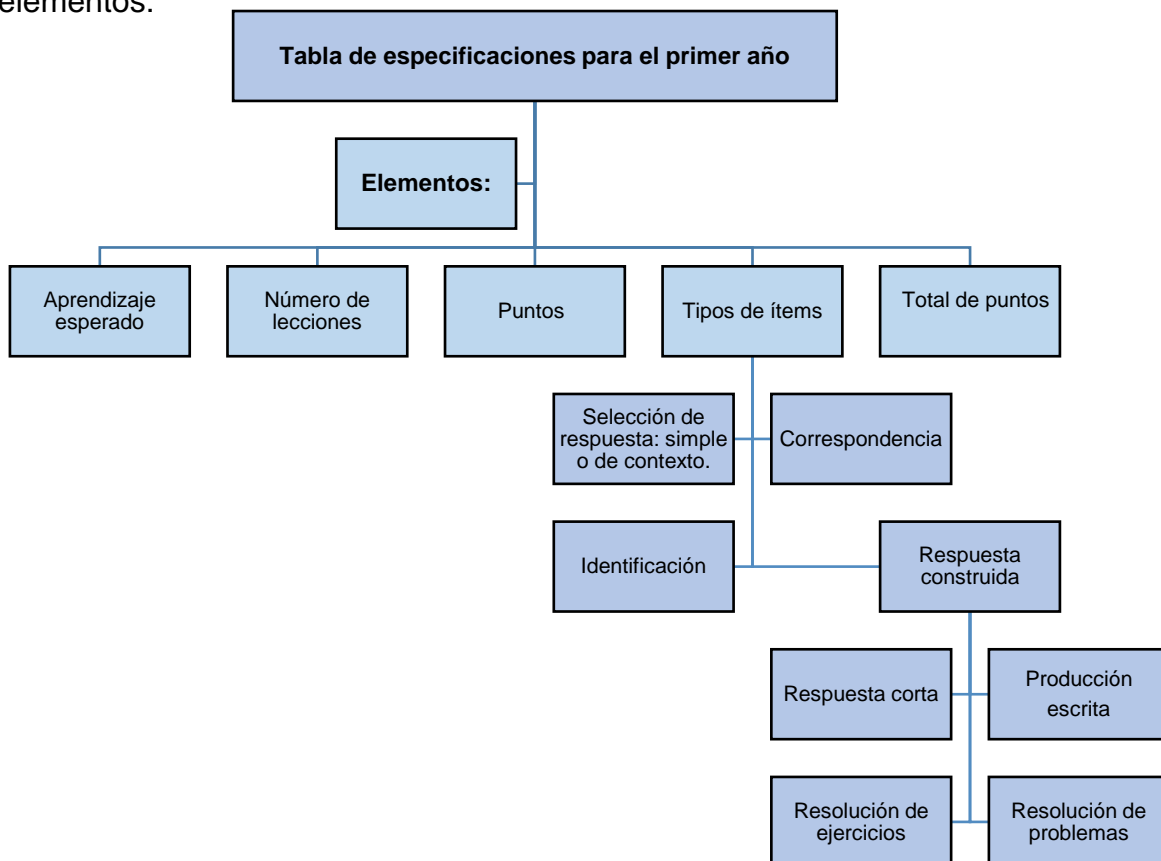 elementos:
Tabla de especificaciones para el primer año
Elementos:
Aprendizaje
esperado
Número de
lecciones
Puntos
Tipos de ítems
Total de puntos
Selección de
respuesta: simple
o de contexto.
Correspondencia
Identificación
Respuesta
construida
Respuesta corta
Producción
escrita
Resolución de
ejercicios
Resolución de
problemas